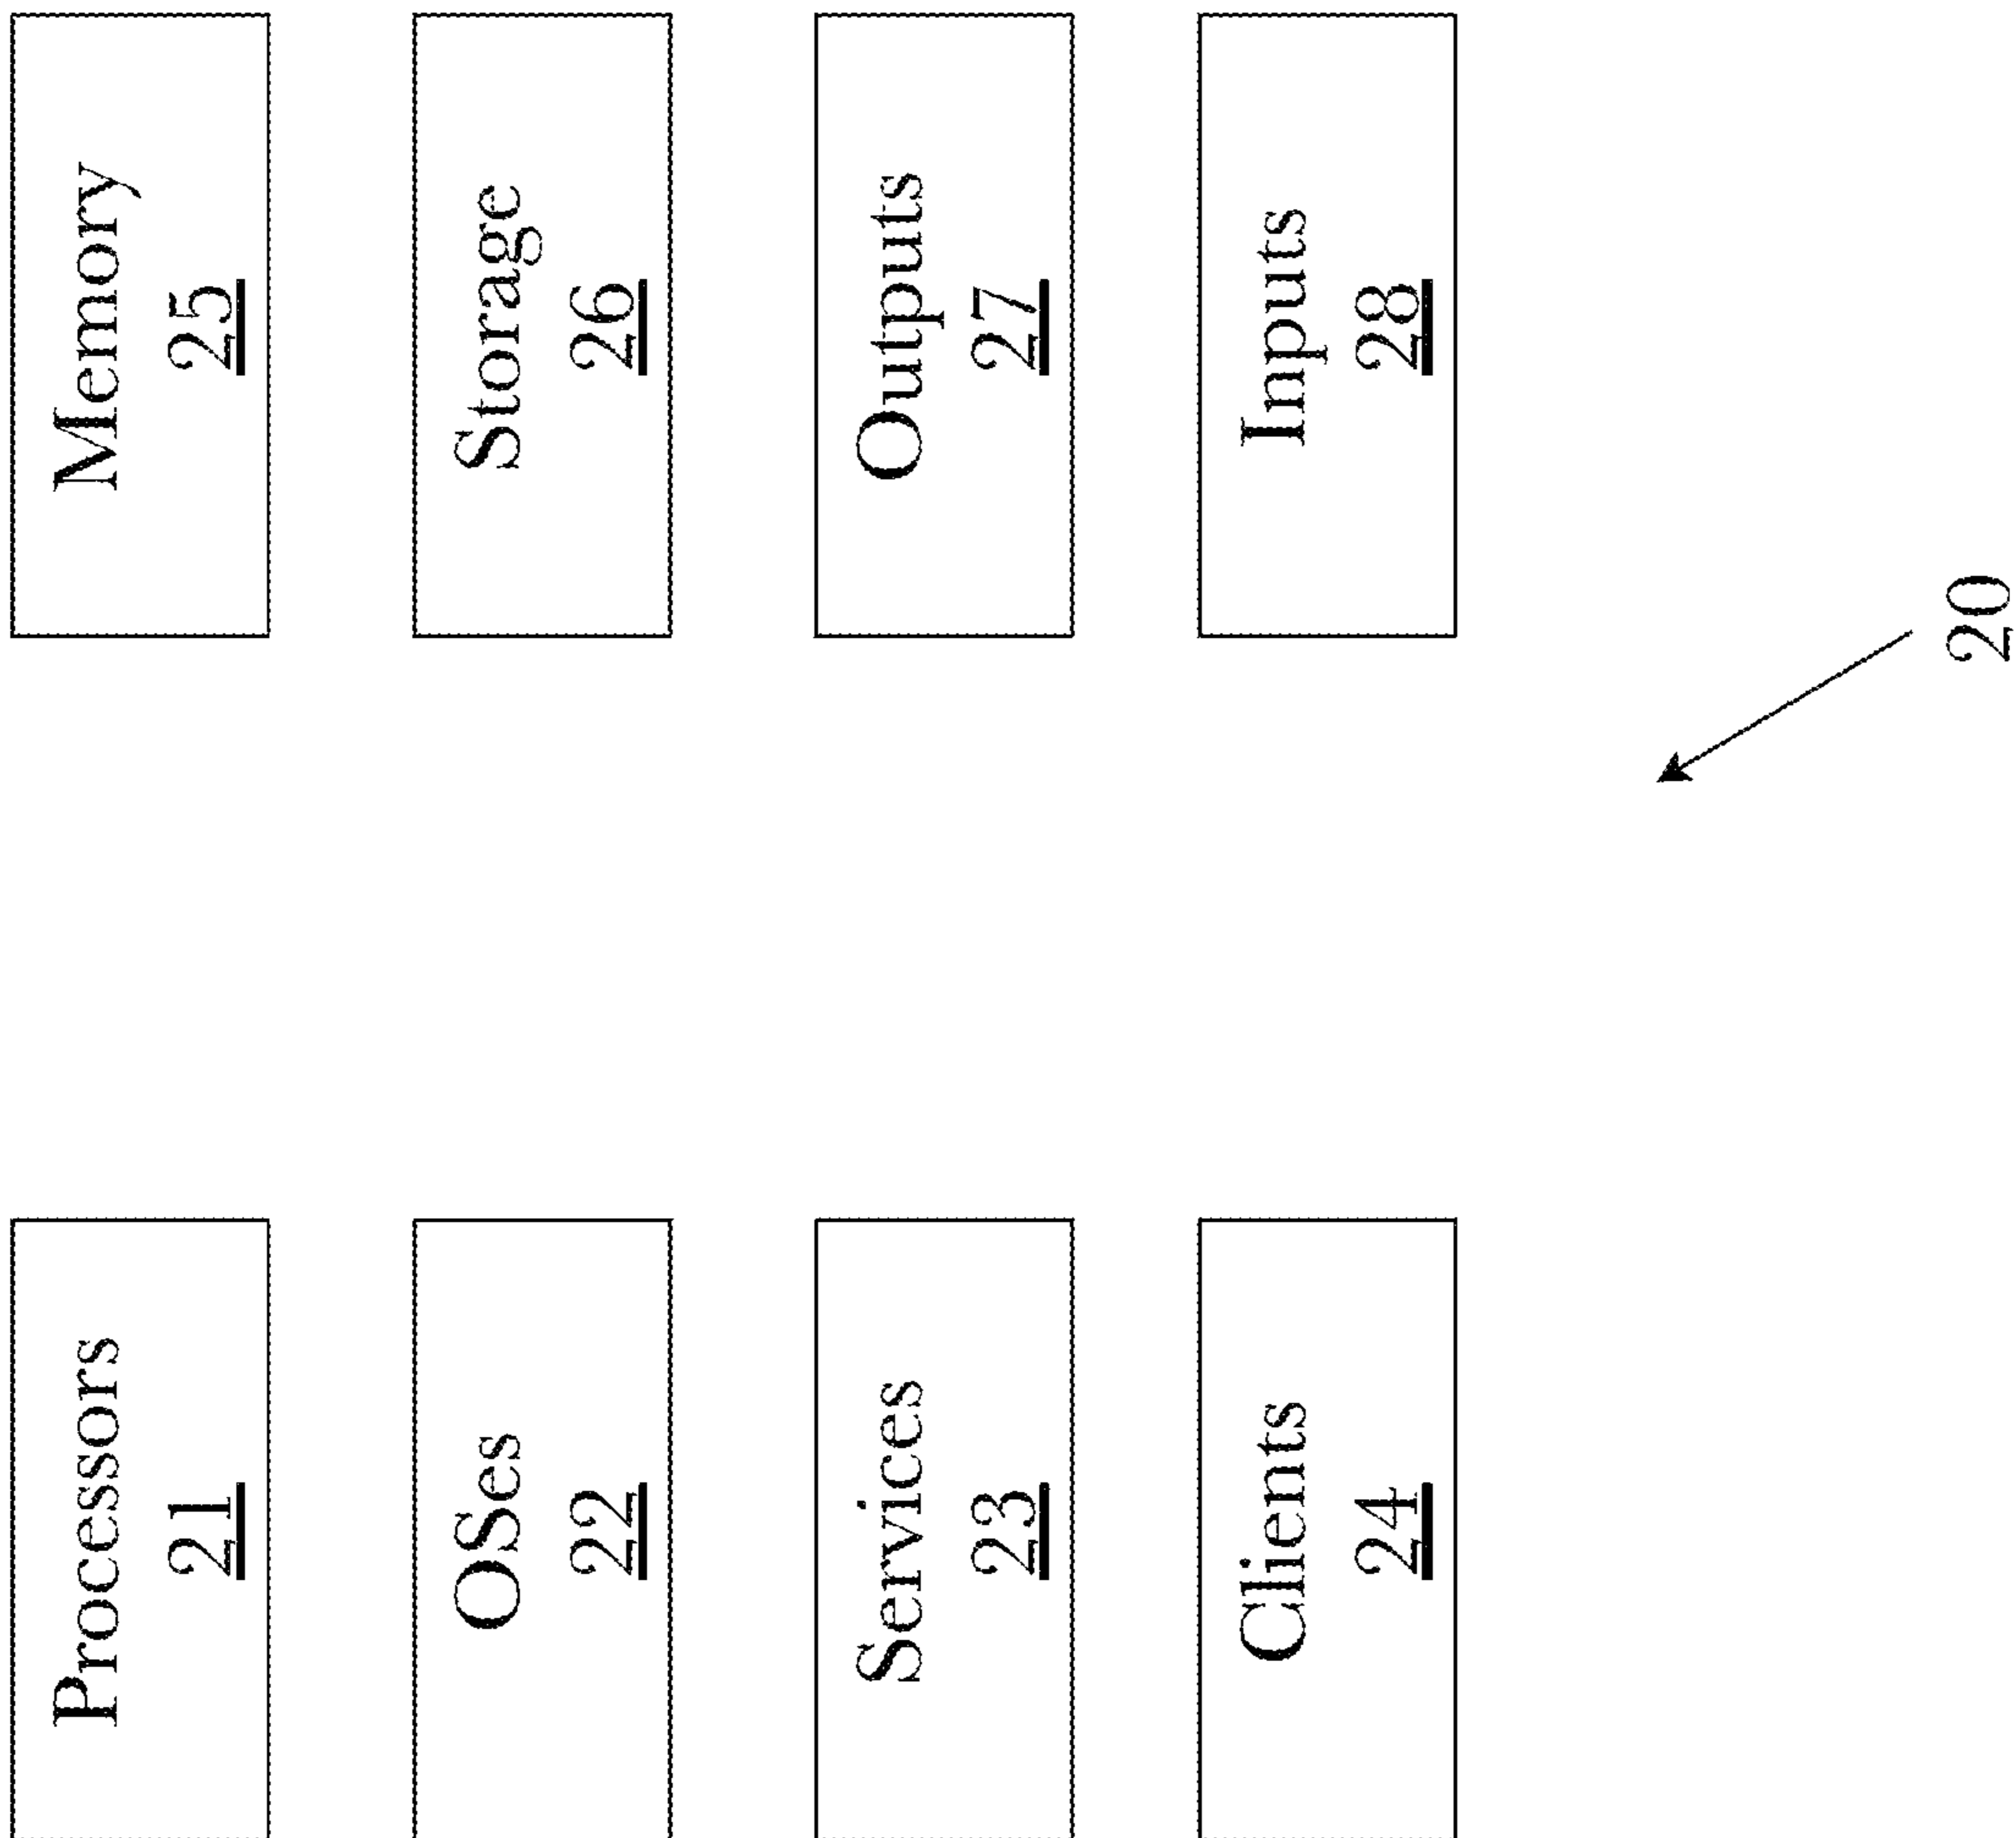 Processors
21
Memory
25
OSes
22
Storage
26
Services
23
Outputs
27
Clients
24
Inputs
28
20